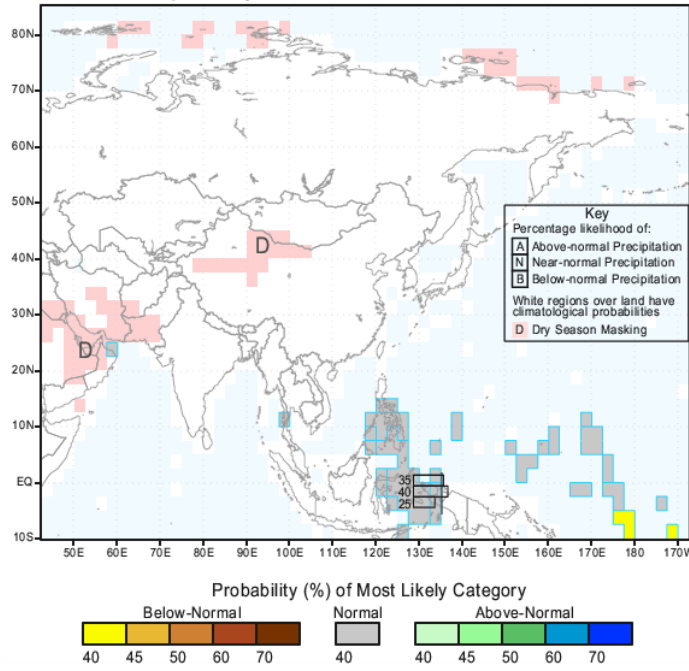 80N
70N
60N
50N
40N
30N
20N
10N
EQ
10S
D
D
35
40
25
Key
Percentage likelihood of:
A Above-normal Precipitation
N Near-normal Precipitation
B Below-normal Precipitation
White regions over land have
climatological probabilities
D Dry Season Masking
50E 60E 70E 80E 90E 100E 110E 120E 130E 140E 150E 160E 170E 180 170W
Probability (%) of Most Likely Category
Below-Normal Normal Above-Normal
40 45 50 60 70 40 40 45 50 60 70